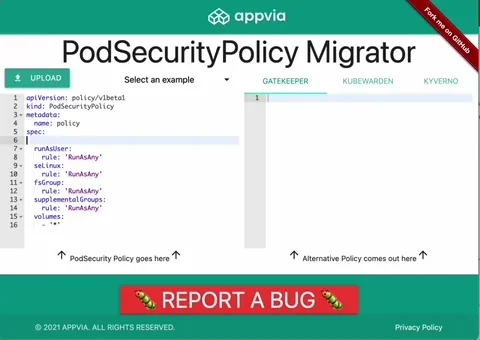 appvia
Fork me on GitHub
PodSecurityPolicy Migrator
UPLOAD
Select an example
GATEKEEPER
KUBEWARDEN
KYVERNO
1 apiVersion: policy/v1beta1
2 kind: PodSecurityPolicy
3 metadata:
4 name: policy
5 spec:
6
7 runAsUser:
8 rule: 'RunAsAny'
9 seLinux:
10 rule: 'RunAsAny'
11 fsGroup:
12 rule: 'RunAsAny'
13 supplementalGroups:
14 rule: 'RunAsAny'
15 volumes:
16 - '*'
1
↑ PodSecurity Policy goes here ↑
↑ Alternative Policy comes out here ↑
REPORT A BUG
© 2021 APPVIA. ALL RIGHTS RESERVED.
Privacy Policy